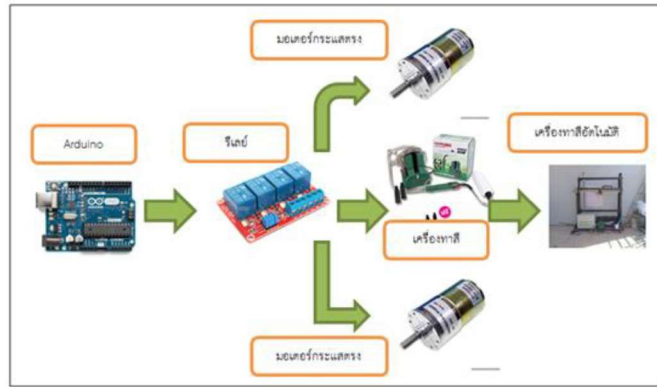 มอเตอร์กระแสตรง
Arduino
รีเลย์
เครื่องทาสีอัตโนมัติ
เครื่องทาสี
มอเตอร์กระแสตรง